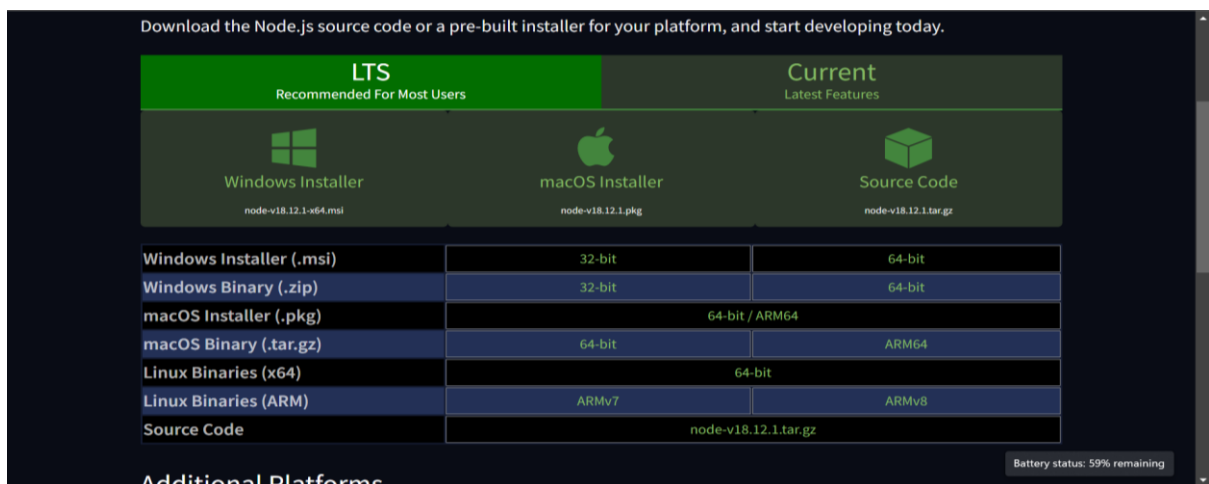 Download the Node.js source code or a pre-built installer for your platform, and start developing today.
LTS
Recommended For Most Users
Current
Latest Features
Windows Installer
node-v18.12.1-x64.msi
macOS Installer
node-v18.12.1.pkg
Source Code
node-v18.12.1.tar.gz
Windows Installer (.msi) 32-bit 64-bit
Windows Binary (.zip) 32-bit 64-bit
macOS Installer (.pkg) 64-bit / ARM64
macOS Binary (.tar.gz) 64-bit ARM64
Linux Binaries (x64) 64-bit
Linux Binaries (ARM) ARMv7 ARMv8
Source Code node-v18.12.1.tar.gz
Battery status: 59% remaining
Additional Platforms